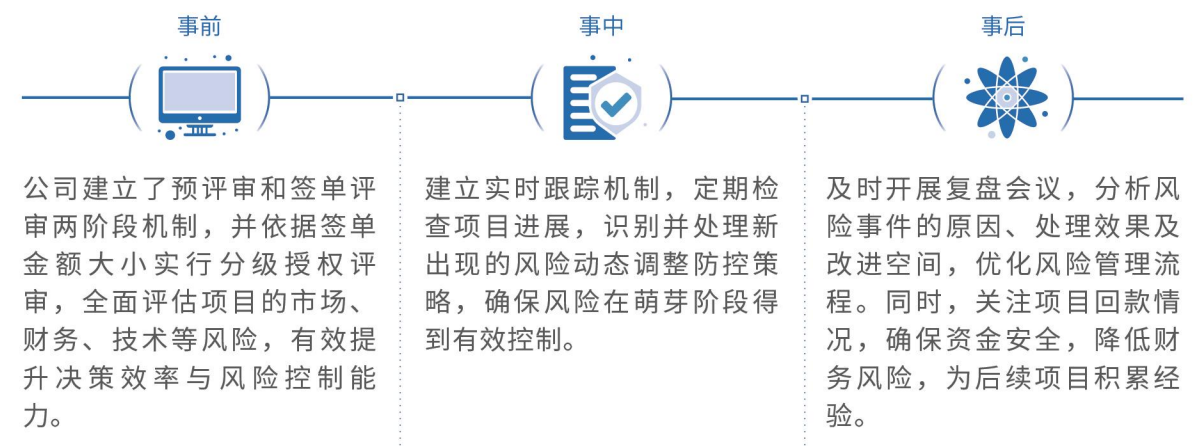 事前
公司建立了预评审和签单评
审两阶段机制，并依据签单
金额大小实行分级授权评
审，全面评估项目的市场、
财务、技术等风险，有效提
升决策效率与风险控制能
力。
事中
建立实时跟踪机制，定期检
查项目进展，识别并处理新
出现的风险动态调整防控策
略，确保风险在萌芽阶段得
到有效控制。
事后
及时开展复盘会议，分析风
险事件的原因、处理效果及
改进空间，优化风险管理流
程。同时，关注项目回款情
况，确保资金安全，降低财
务风险，为后续项目积累经
验。